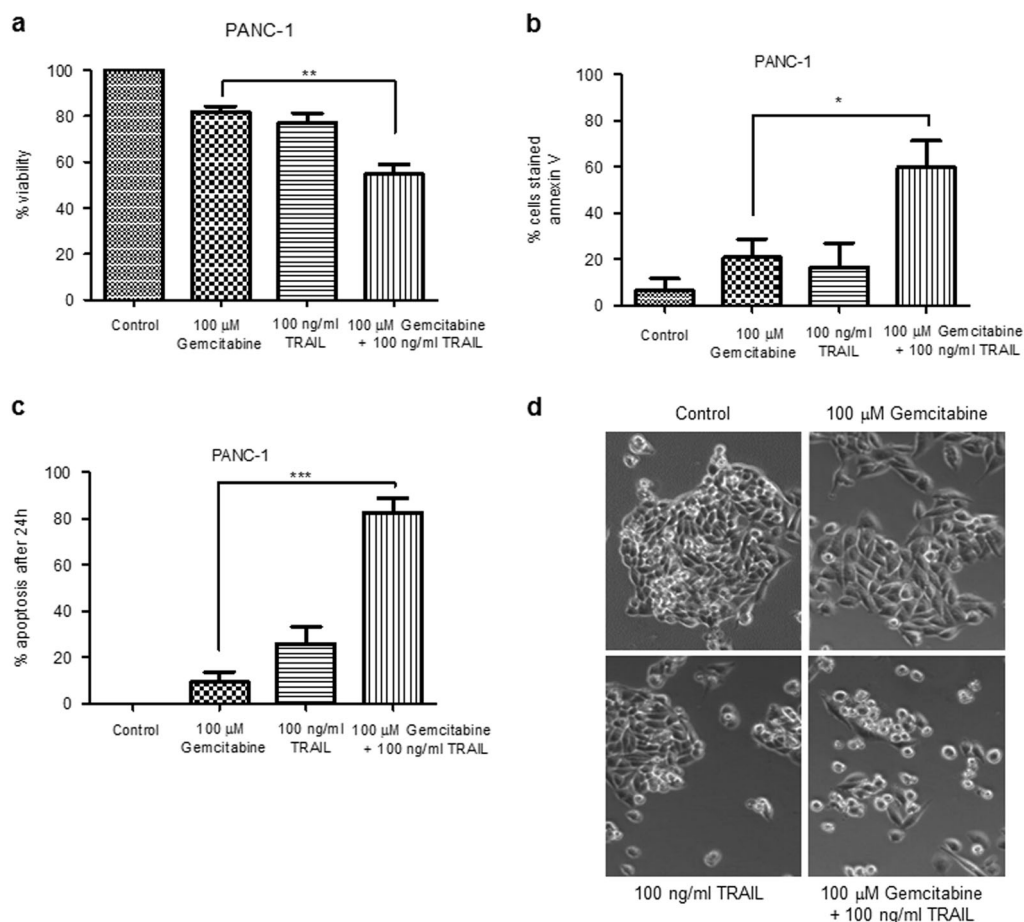 a
PANC-1
% viability
100
80
60
40
20
0
**
Control
100 μM
Gemcitabine
100 ng/ml
TRAIL
100 μM Gemcitabine
+ 100 ng/ml TRAIL
b
PANC-1
% cells stained
annexin V
100
80
60
40
20
0
*
Control
100 μM
Gemcitabine
100 ng/ml
TRAIL
100 μM Gemcitabine
+ 100 ng/ml TRAIL
c
PANC-1
% apoptosis after 24h
100
80
60
40
20
0
***
Control
100 μM
Gemcitabine
100 ng/ml
TRAIL
100 μM Gemcitabine
+ 100 ng/ml TRAIL
d
Control
100 μM Gemcitabine
100 ng/ml TRAIL
100 μM Gemcitabine
+ 100 ng/ml TRAIL